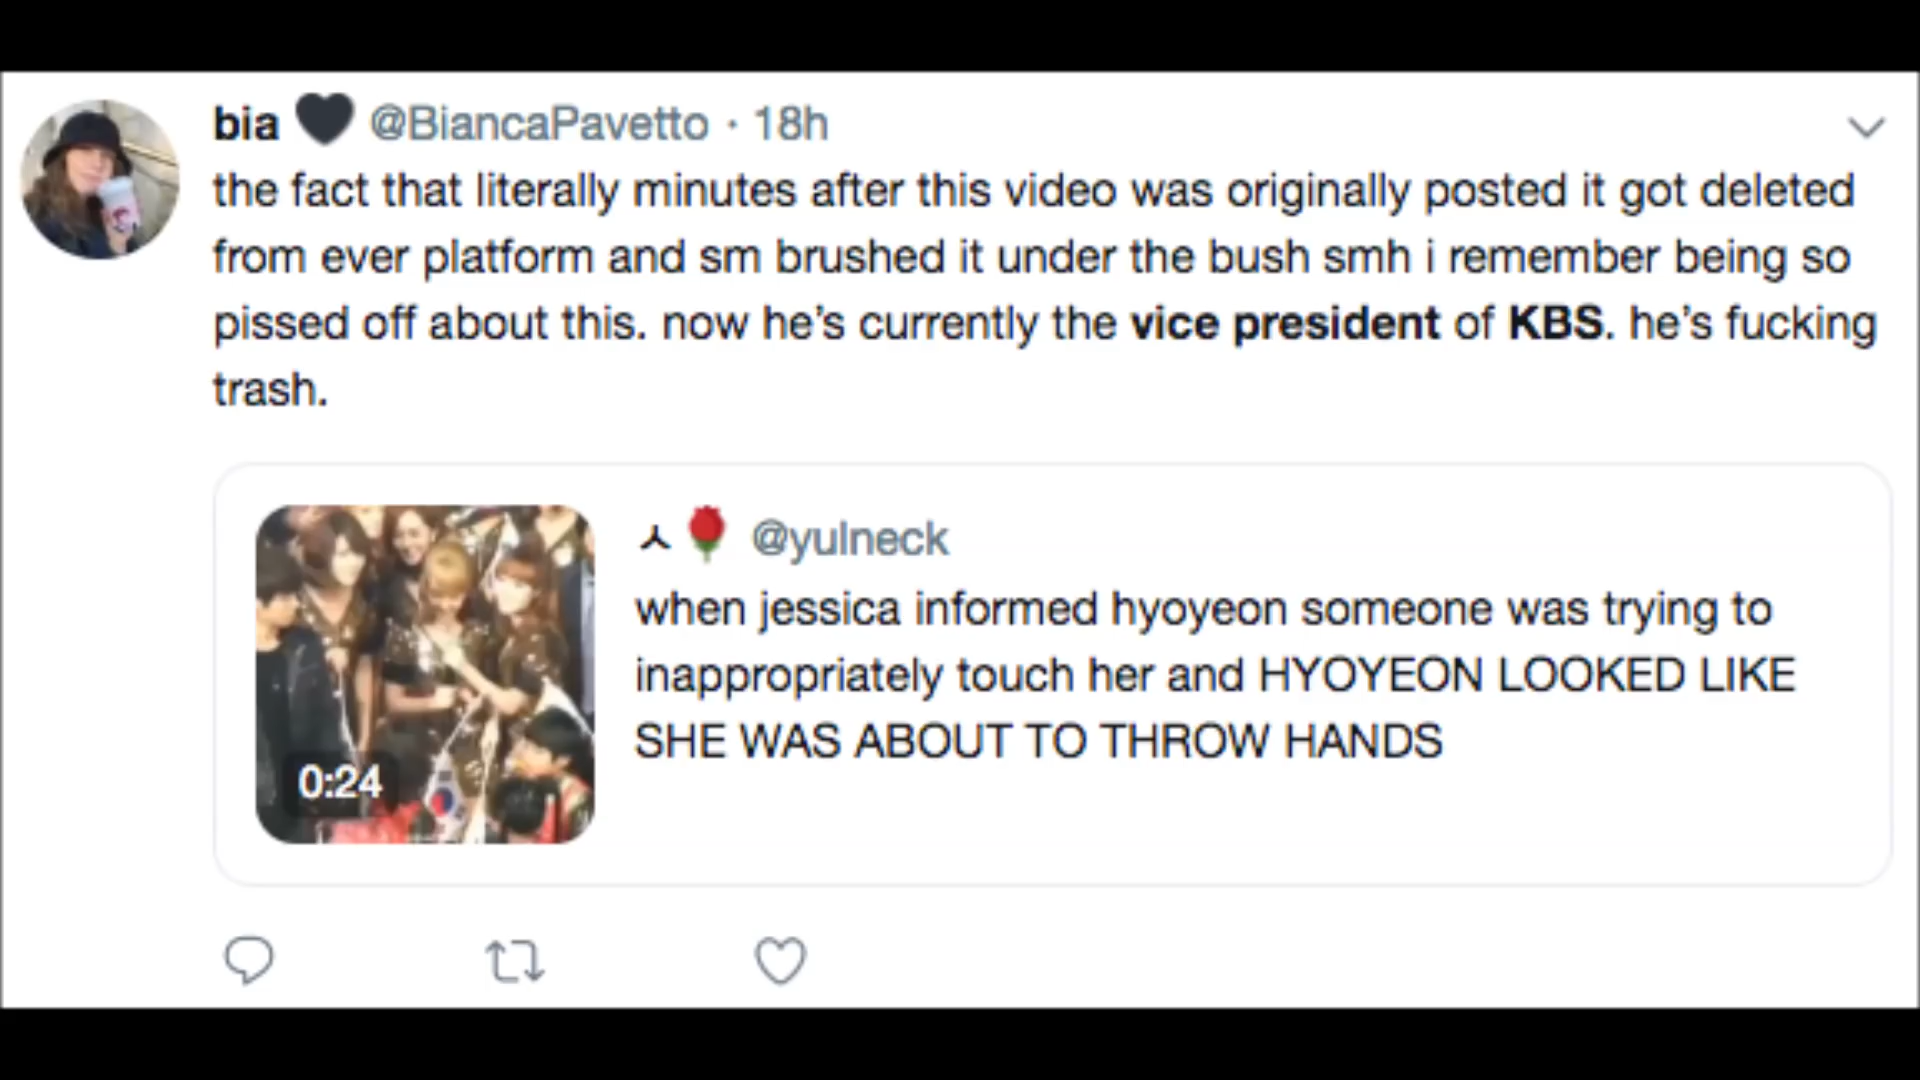 bia 🖤 @BiancaPavetto · 18h
the fact that literally minutes after this video was originally posted it got deleted
from ever platform and sm brushed it under the bush smh i remember being so
pissed off about this. now he's currently the vice president of KBS. he's fucking
trash.
ㅅ🌹 @yulneck
when jessica informed hyoyeon someone was trying to
inappropriately touch her and HYOYEON LOOKED LIKE
SHE WAS ABOUT TO THROW HANDS
0:24